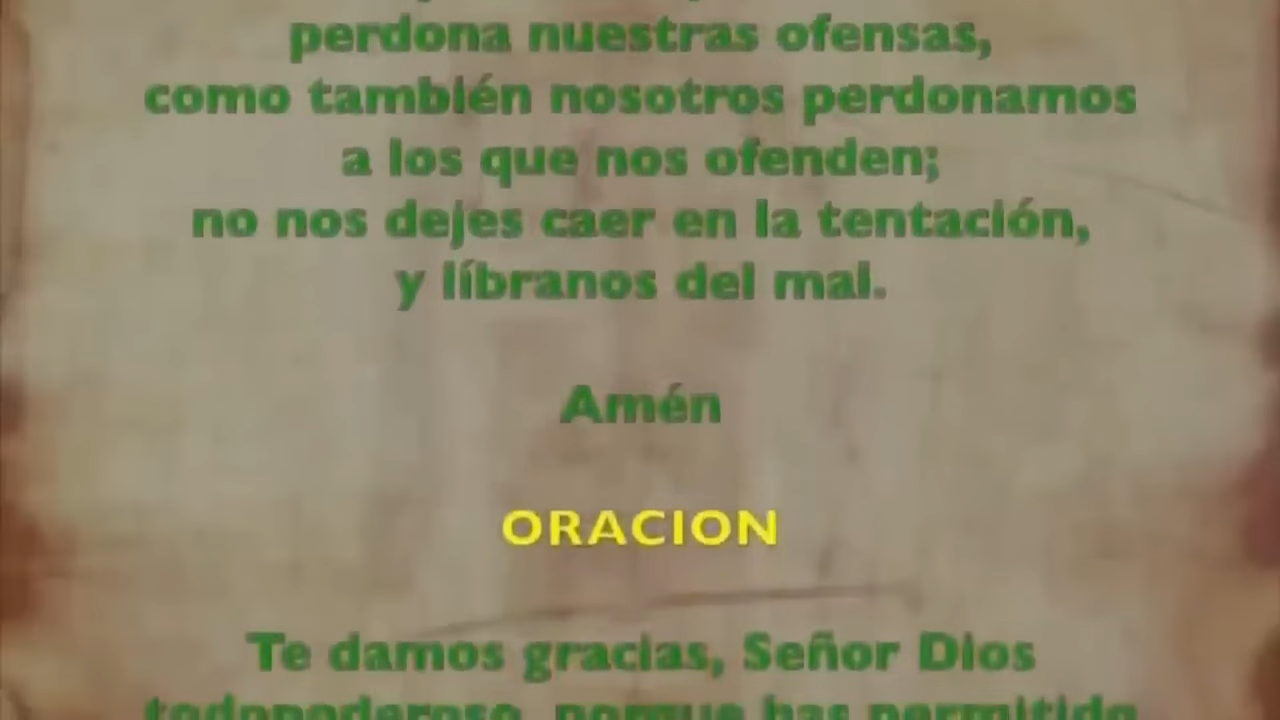 perdona nuestras ofensas,
como también nosotros perdonamos
a los que nos ofenden;
no nos dejes caer en la tentación,
y líbranos del mal.
Amén
ORACION
Te damos gracias, Señor Dios
todopoderoso, porque has permitido